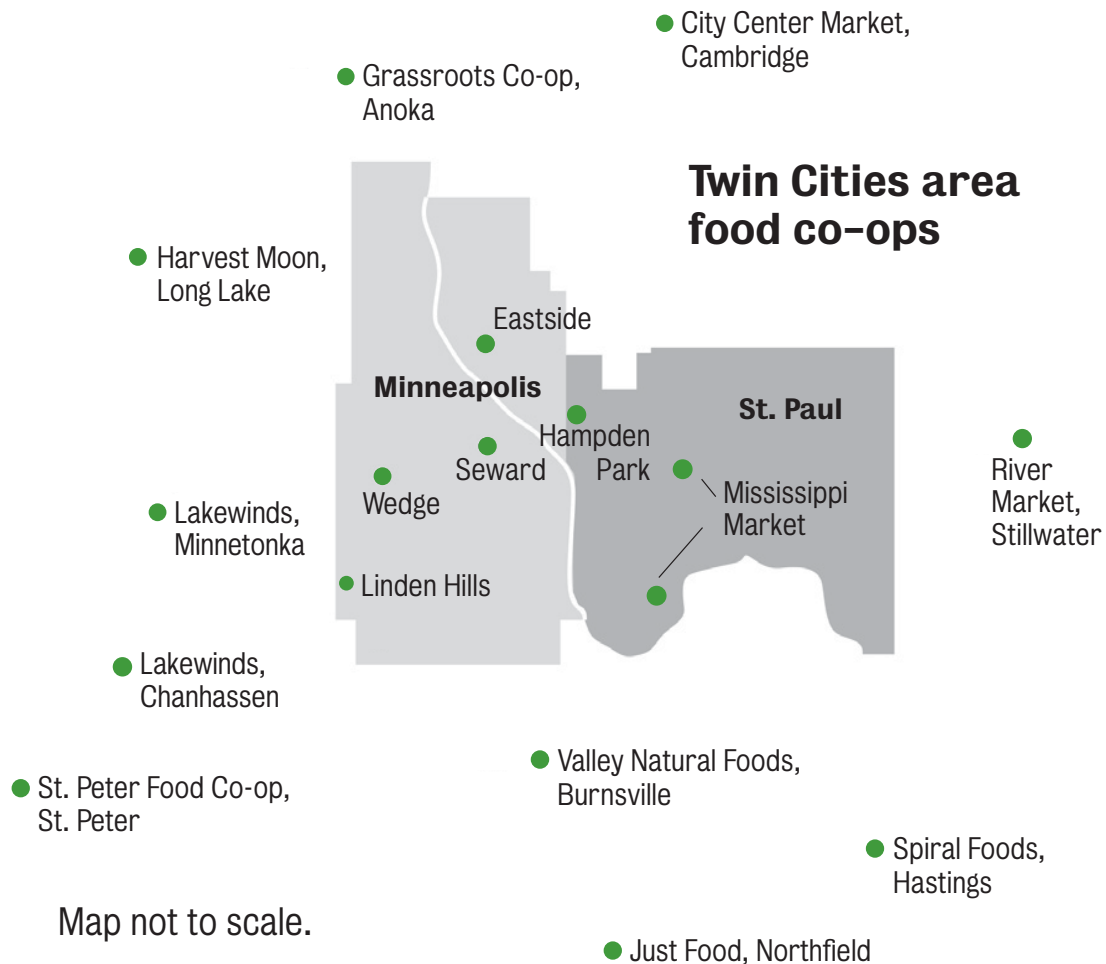 City Center Market,
Cambridge
Grassroots Co-op,
Anoka
Twin Cities area
food co-ops
Harvest Moon,
Long Lake
Eastside
Minneapolis
St. Paul
Hampden
Park
Seward
Wedge
Mississippi
Market
River
Market,
Stillwater
Lakewinds,
Minnetonka
Linden Hills
Lakewinds,
Chanhassen
Valley Natural Foods,
Burnsville
St. Peter Food Co-op,
St. Peter
Spiral Foods,
Hastings
Map not to scale.
Just Food, Northfield